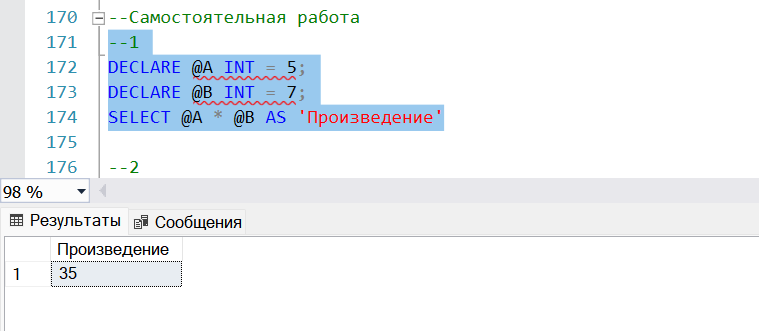 170 --Самостоятельная работа
171 --1
172 DECLARE @A INT = 5;
173 DECLARE @B INT = 7;
174 SELECT @A * @B AS 'Произведение'
175
176 --2
98 %
Результаты Сообщения
Произведение
1 35